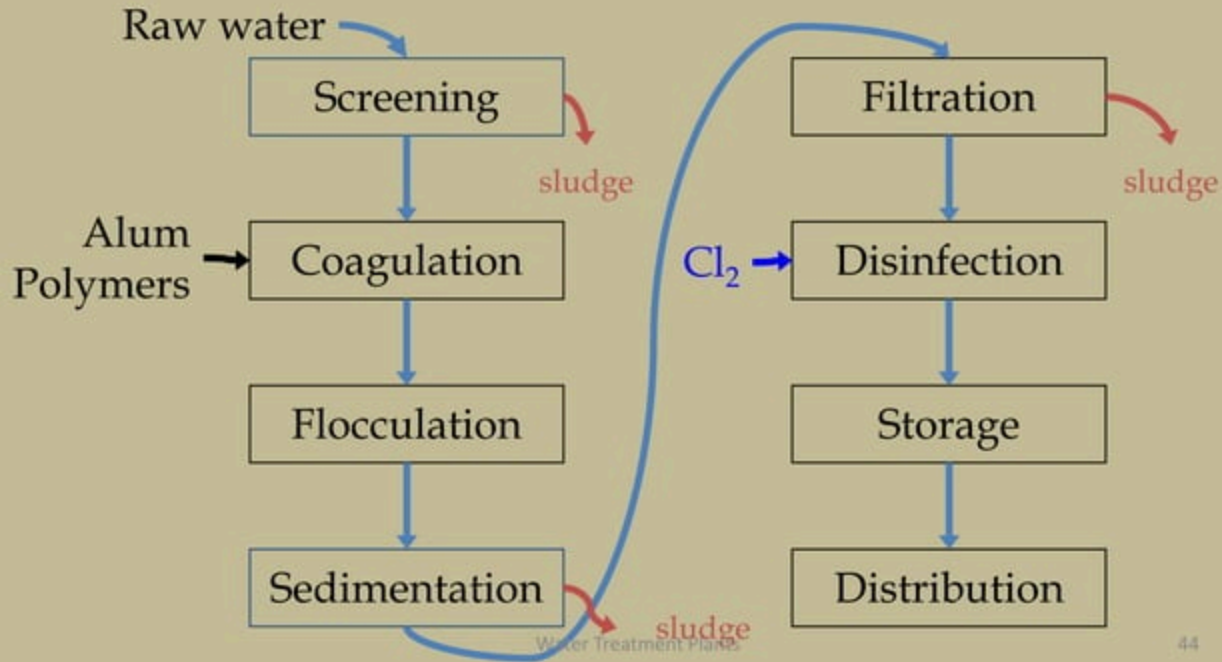 Raw water
Screening
sludge
Alum
Polymers
Coagulation
Flocculation
Sedimentation
sludge
Filtration
sludge
Cl₂
Disinfection
Storage
Distribution
Water Treatment Plants
44